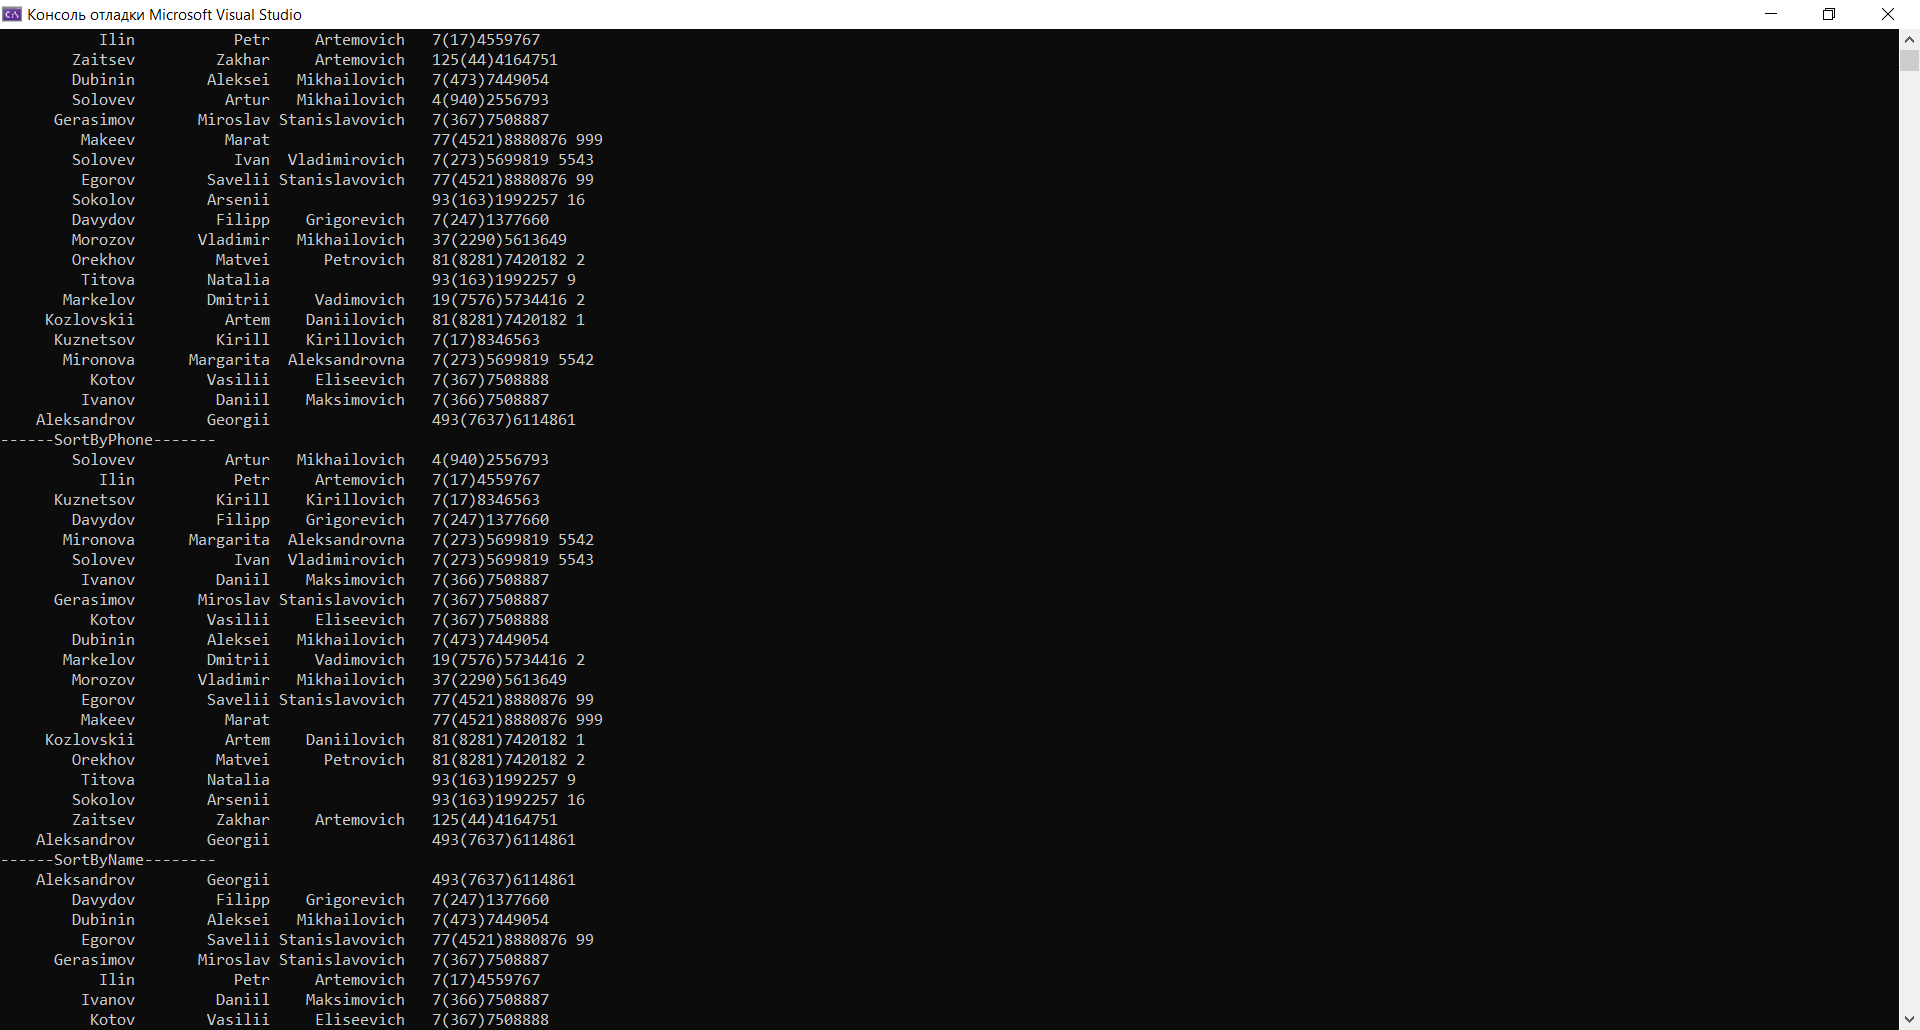 Консоль отладки Microsoft Visual Studio
Ilin Petr Artemovich 7(17)4559767
Zaitsev Zakhar Artemovich 125(44)4164751
Dubinin Aleksei Mikhailovich 7(473)7449054
Solovev Artur Mikhailovich 4(940)2556793
Gerasimov Miroslav Stanislavovich 7(367)7508887
Makeev Marat 77(4521)8880876 999
Solovev Ivan Vladimirovich 7(273)5699819 5543
Egorov Savelii Stanislavovich 77(4521)8880876 99
Sokolov Arsenii 93(163)1992257 16
Davydov Filipp Grigorevich 7(247)1377660
Morozov Vladimir Mikhailovich 37(2290)5613649
Orekhov Matvei Petrovich 81(8281)7420182 2
Titova Natalia 93(163)1992257 9
Markelov Dmitrii Vadimovich 19(7576)5734416 2
Kozlovskii Artem Daniilovich 81(8281)7420182 1
Kuznetsov Kirill Kirillovich 7(17)8346563
Mironova Margarita Aleksandrovna 7(273)5699819 5542
Kotov Vasilii Eliseevich 7(367)7508888
Ivanov Daniil Maksimovich 7(366)7508887
Aleksandrov Georgii 493(7637)6114861
------SortByPhone-------
Solovev Artur Mikhailovich 4(940)2556793
Ilin Petr Artemovich 7(17)4559767
Kuznetsov Kirill Kirillovich 7(17)8346563
Davydov Filipp Grigorevich 7(247)1377660
Mironova Margarita Aleksandrovna 7(273)5699819 5542
Solovev Ivan Vladimirovich 7(273)5699819 5543
Ivanov Daniil Maksimovich 7(366)7508887
Gerasimov Miroslav Stanislavovich 7(367)7508887
Kotov Vasilii Eliseevich 7(367)7508888
Dubinin Aleksei Mikhailovich 7(473)7449054
Markelov Dmitrii Vadimovich 19(7576)5734416 2
Morozov Vladimir Mikhailovich 37(2290)5613649
Egorov Savelii Stanislavovich 77(4521)8880876 99
Makeev Marat 77(4521)8880876 999
Kozlovskii Artem Daniilovich 81(8281)7420182 1
Orekhov Matvei Petrovich 81(8281)7420182 2
Titova Natalia 93(163)1992257 9
Sokolov Arsenii 93(163)1992257 16
Zaitsev Zakhar Artemovich 125(44)4164751
Aleksandrov Georgii 493(7637)6114861
------SortByName--------
Aleksandrov Georgii 493(7637)6114861
Davydov Filipp Grigorevich 7(247)1377660
Dubinin Aleksei Mikhailovich 7(473)7449054
Egorov Savelii Stanislavovich 77(4521)8880876 99
Gerasimov Miroslav Stanislavovich 7(367)7508887
Ilin Petr Artemovich 7(17)4559767
Ivanov Daniil Maksimovich 7(366)7508887
Kotov Vasilii Eliseevich 7(367)7508888